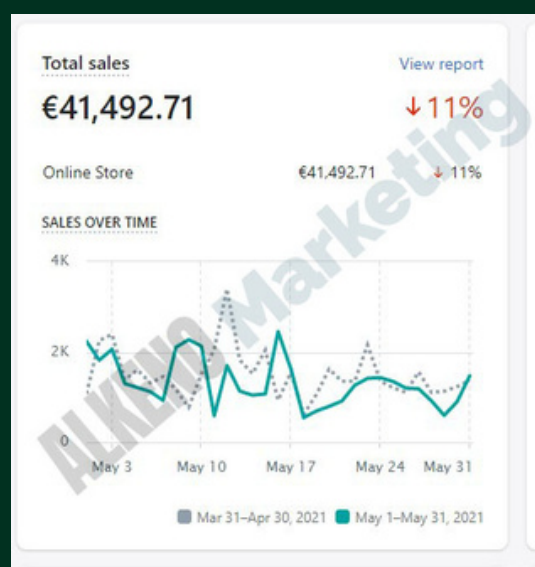 Total sales View report
€41,492.71 ↓11%
Online Store €41,492.71 ↓ 11%
SALES OVER TIME
4K
2K
0
May 3 May 10 May 17 May 24 May 31
Mar 31–Apr 30, 2021 May 1–May 31, 2021
ALKENO Marketing